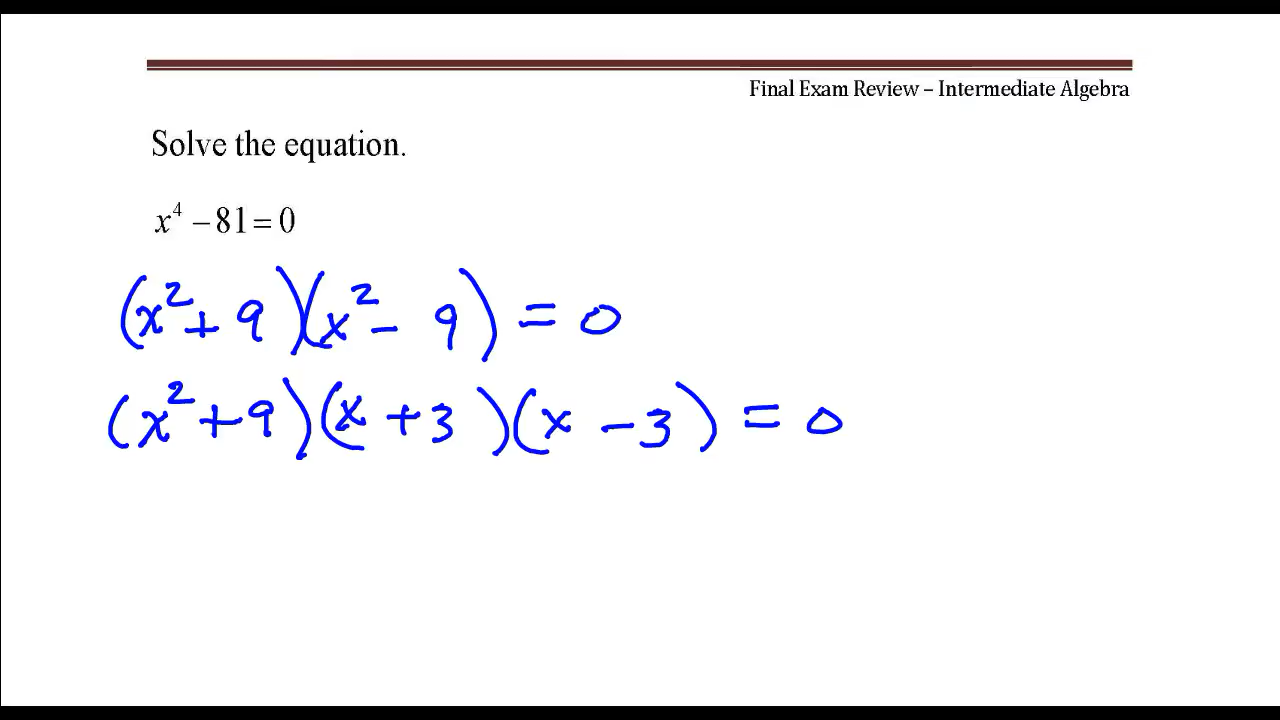 Final Exam Review – Intermediate Algebra
Solve the equation.
x⁴ – 81 = 0
(x² + 9)(x² – 9) = 0
(x² + 9)(x + 3)(x – 3) = 0